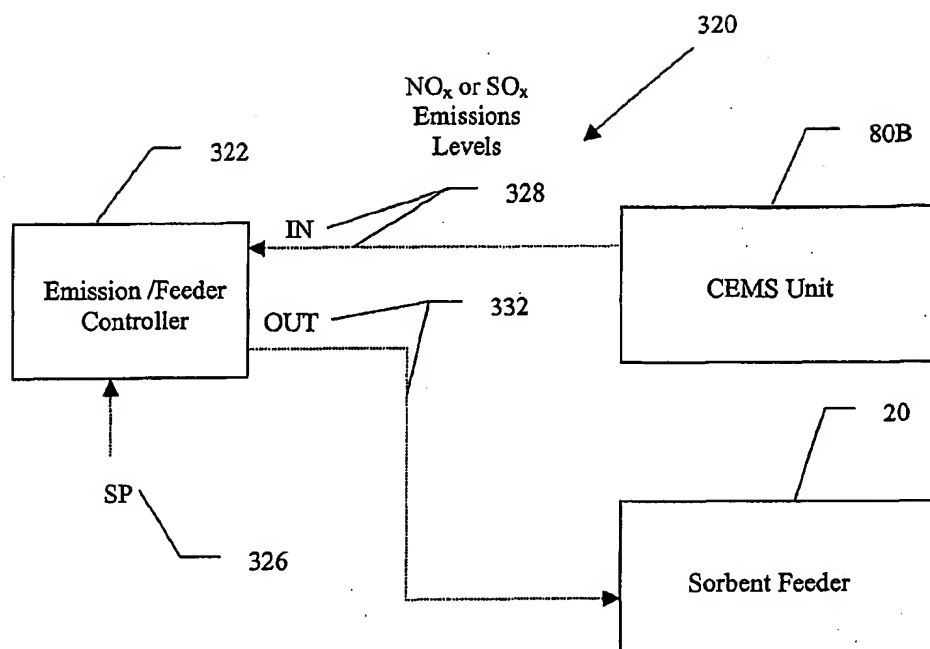 320
NOx or SOx
Emissions
Levels
322
80B
328
IN
Emission /Feeder
Controller
CEMS Unit
OUT
332
20
SP
326
Sorbent Feeder